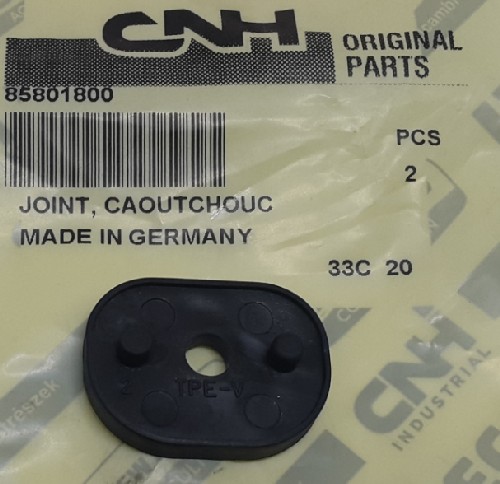 CNH
ORIGINAL
PARTS
85801800
PCS
2
JOINT, CAOUTCHOUC
MADE IN GERMANY
33C 20
TPE-V
CNH
INDUSTRIAL